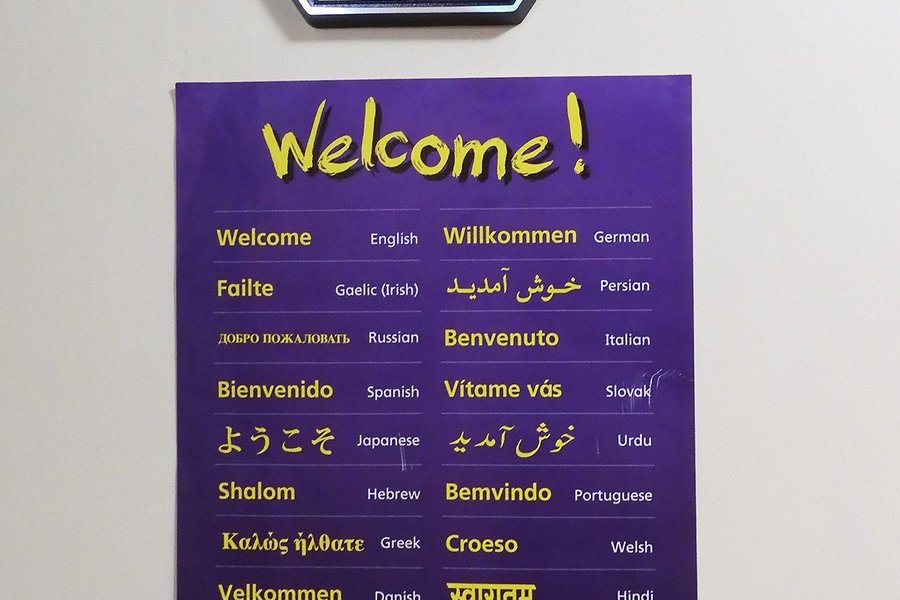 Welcome!
Welcome English
Failte Gaelic (Irish)
ДОБРО ПОЖАЛОВАТЬ Russian
Bienvenido Spanish
ようこそ Japanese
Shalom Hebrew
Καλώς ήλθατε Greek
Velkommen Danish
Willkommen German
خوش آمدید Persian
Benvenuto Italian
Vítame vás Slovak
خوش آمدید Urdu
Bemvindo Portuguese
Croeso Welsh
स्वागतम Hindi